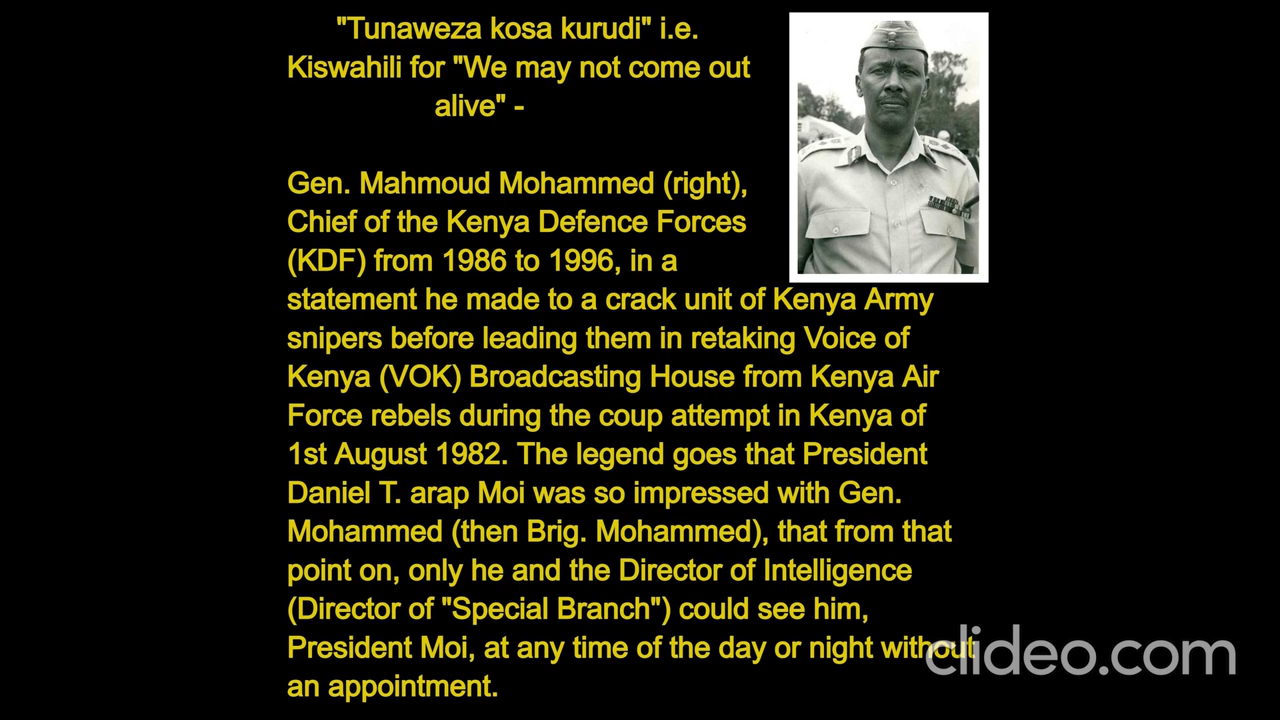 "Tunaweza kosa kurudi" i.e.
Kiswahili for "We may not come out
alive" -
Gen. Mahmoud Mohammed (right),
Chief of the Kenya Defence Forces
(KDF) from 1986 to 1996, in a
statement he made to a crack unit of Kenya Army
snipers before leading them in retaking Voice of
Kenya (VOK) Broadcasting House from Kenya Air
Force rebels during the coup attempt in Kenya of
1st August 1982. The legend goes that President
Daniel T. arap Moi was so impressed with Gen.
Mohammed (then Brig. Mohammed), that from that
point on, only he and the Director of Intelligence
(Director of "Special Branch") could see him,
President Moi, at any time of the day or night without
an appointment.
clideo.com